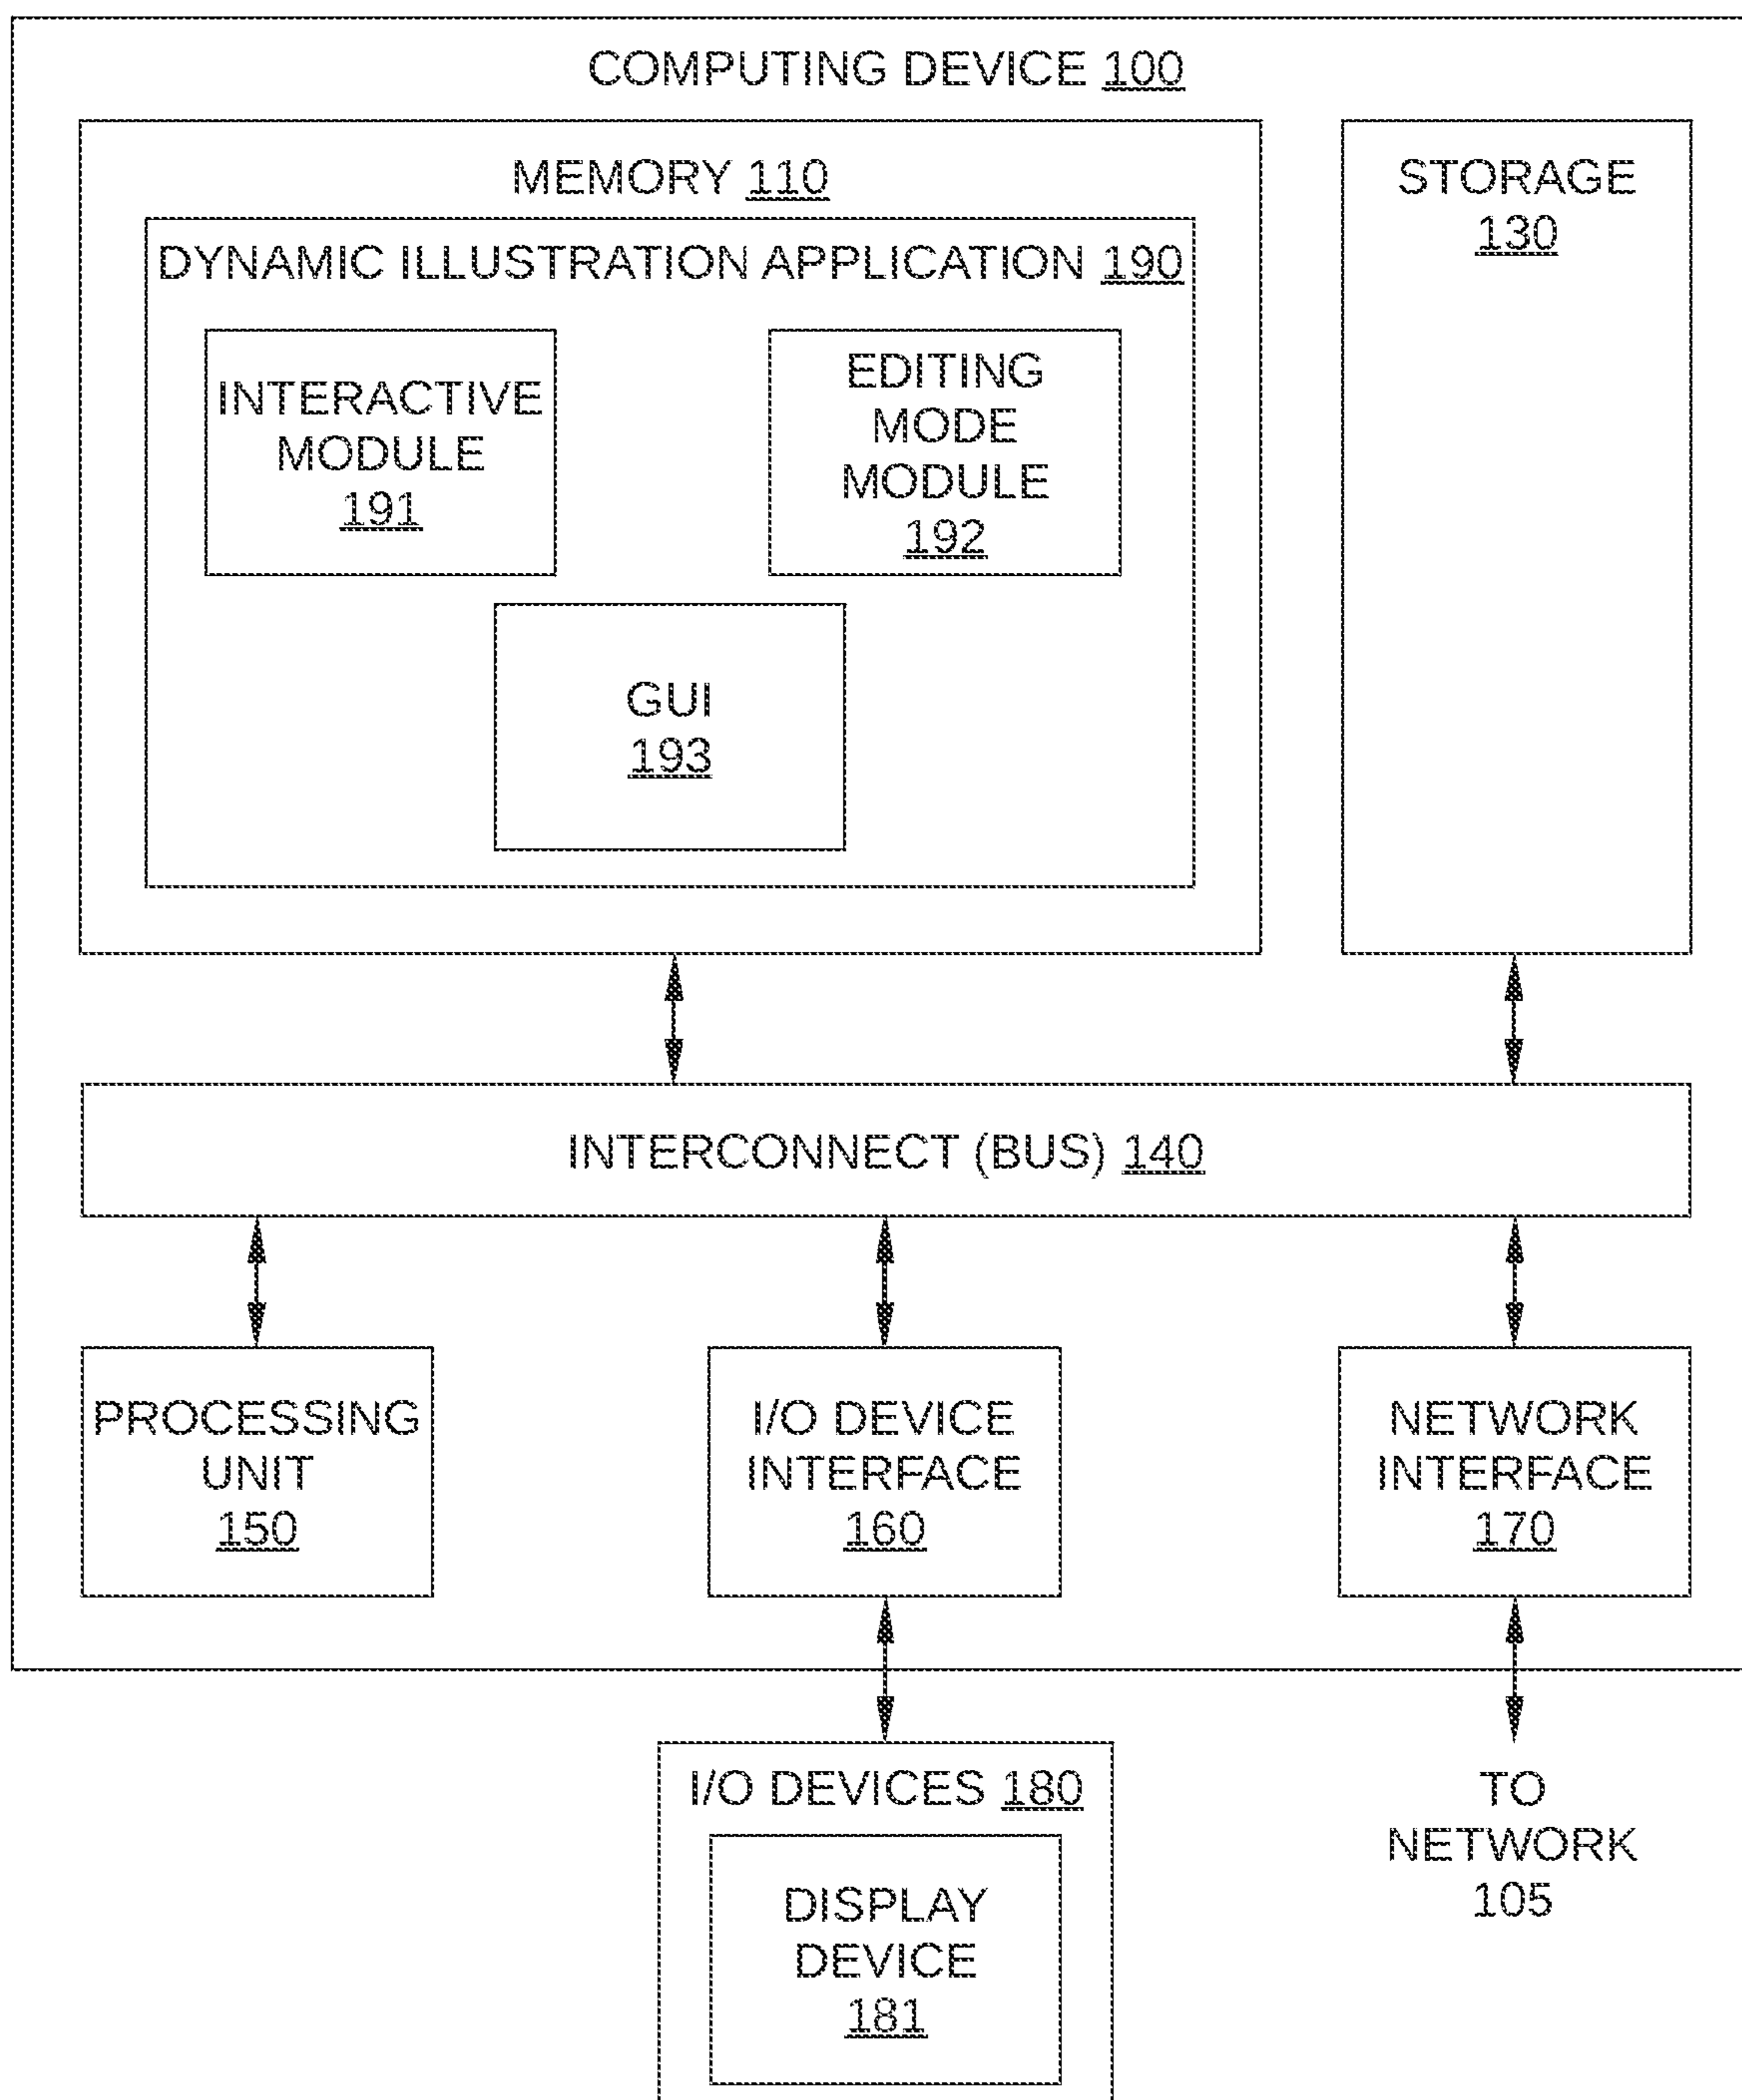 COMPUTING DEVICE 100
MEMORY 110
DYNAMIC ILLUSTRATION APPLICATION 190
INTERACTIVE
MODULE
191
EDITING
MODE
MODULE
192
GUI
193
STORAGE
130
INTERCONNECT (BUS) 140
PROCESSING
UNIT
150
I/O DEVICE
INTERFACE
160
NETWORK
INTERFACE
170
I/O DEVICES 180
DISPLAY
DEVICE
181
TO
NETWORK
105